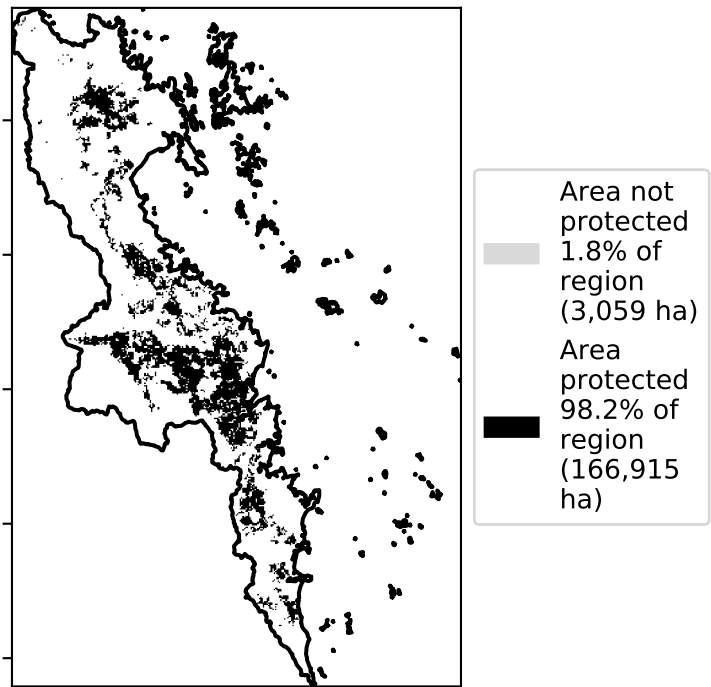 Area not
protected
1.8% of
region
(3,059 ha)
Area
protected
98.2% of
region
(166,915
ha)